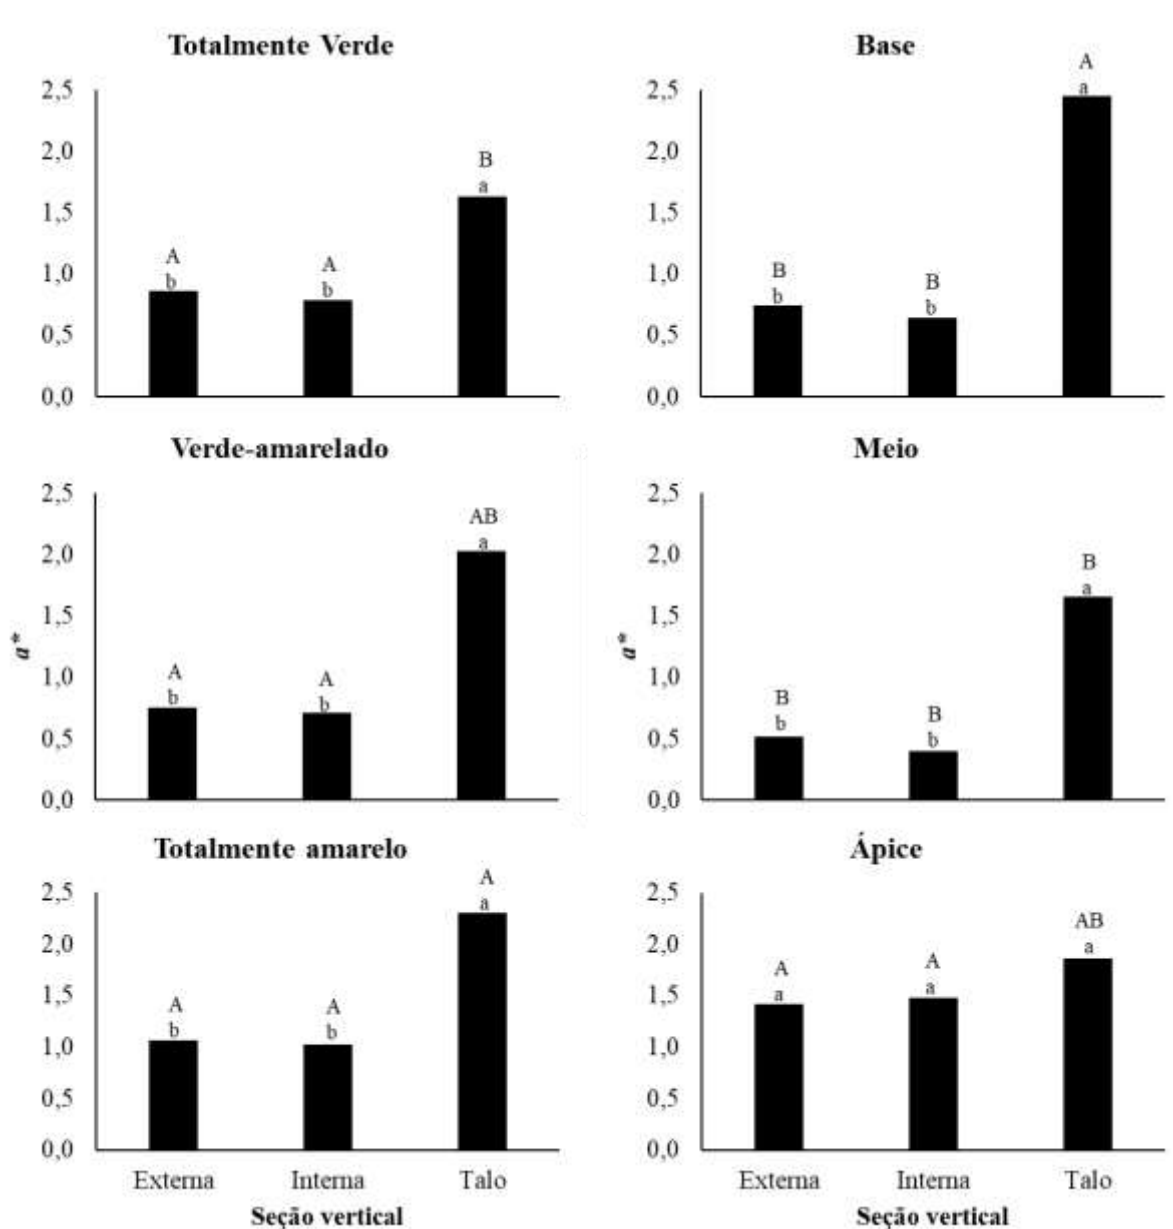 Totalmente Verde
2,5
2,0
1,5
1,0
0,5
0,0
A
b
A
b
B
a
Base
2,5
2,0
1,5
1,0
0,5
0,0
B
b
B
b
A
a
Verde-amarelado
a*
2,5
2,0
1,5
1,0
0,5
0,0
A
b
A
b
AB
a
Meio
a*
2,5
2,0
1,5
1,0
0,5
0,0
B
b
B
b
B
a
Totalmente amarelo
2,5
2,0
1,5
1,0
0,5
0,0
A
b
A
b
A
a
Externa Interna Talo
Seção vertical
Ápice
2,5
2,0
1,5
1,0
0,5
0,0
A
a
A
a
AB
a
Externa Interna Talo
Seção vertical